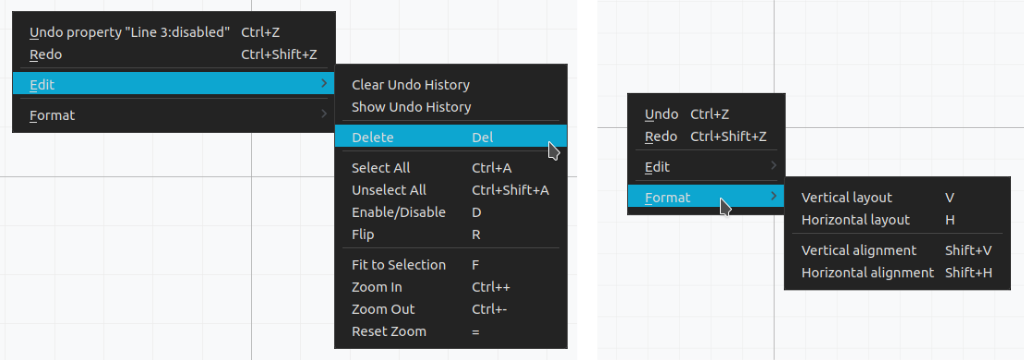 Undo property "Line 3:disabled" Ctrl+Z
Redo Ctrl+Shift+Z
Edit
Format
Clear Undo History
Show Undo History
Delete Del
Select All Ctrl+A
Unselect All Ctrl+Shift+A
Enable/Disable D
Flip R
Fit to Selection F
Zoom In Ctrl++
Zoom Out Ctrl+-
Reset Zoom =
Undo Ctrl+Z
Redo Ctrl+Shift+Z
Edit
Format
Vertical layout V
Horizontal layout H
Vertical alignment Shift+V
Horizontal alignment Shift+H